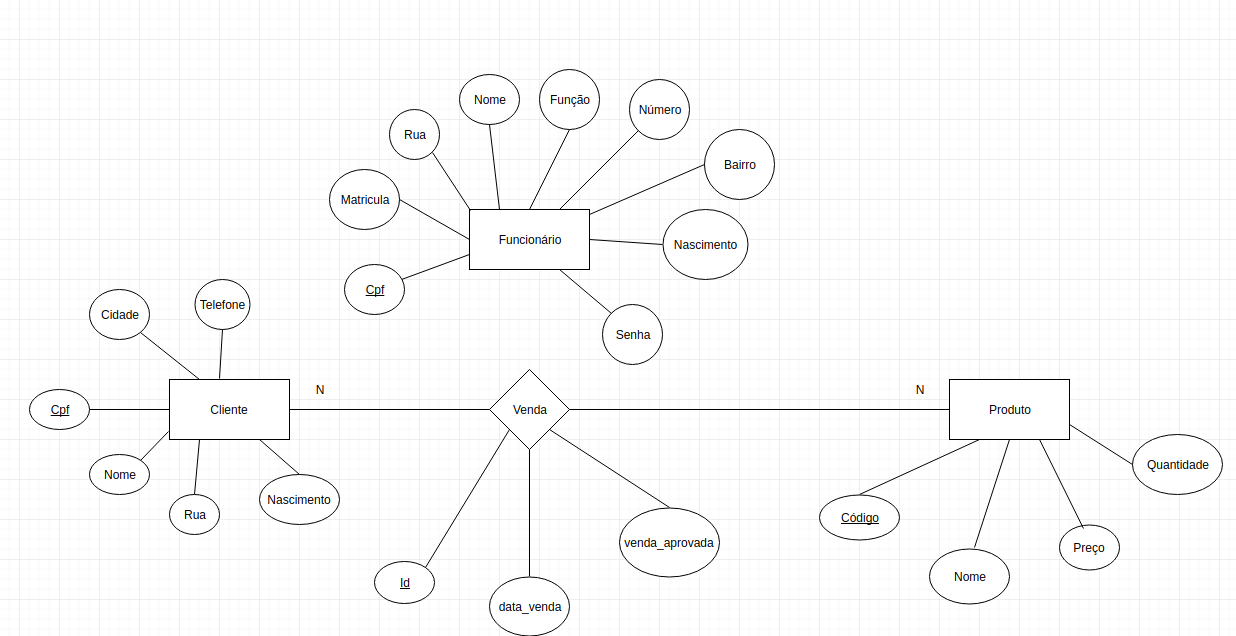 Nome
Função
Número
Rua
Bairro
Matricula
Funcionário
Nascimento
Cpf
Senha
Cidade
Telefone
N
N
Cpf
Cliente
Venda
Produto
Nome
Rua
Nascimento
Quantidade
Código
venda_aprovada
Preço
Id
data_venda
Nome